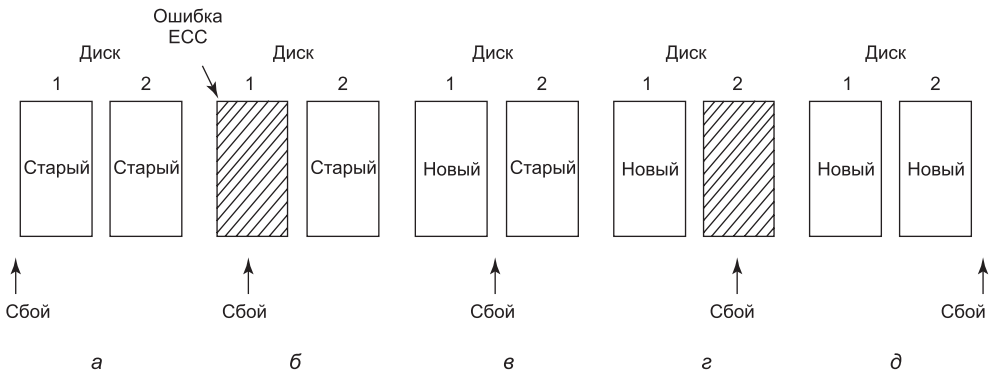 Ошибка
ECC
Диск Диск Диск Диск Диск
1 2 1 2 1 2 1 2 1 2
Старый Старый Старый Новый Старый Новый Новый Новый
Сбой Сбой Сбой Сбой Сбой
а б в г д